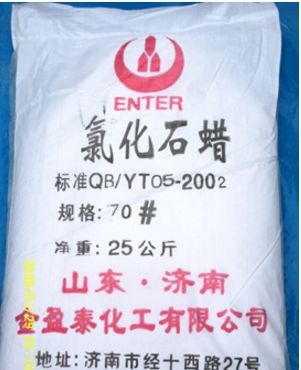 ENTER
氯化石蜡
标准QB/YT05-2002
规格:70#
净重:25公斤
山东·济南
金盈泰化工有限公司
地址:济南市经十西路27号